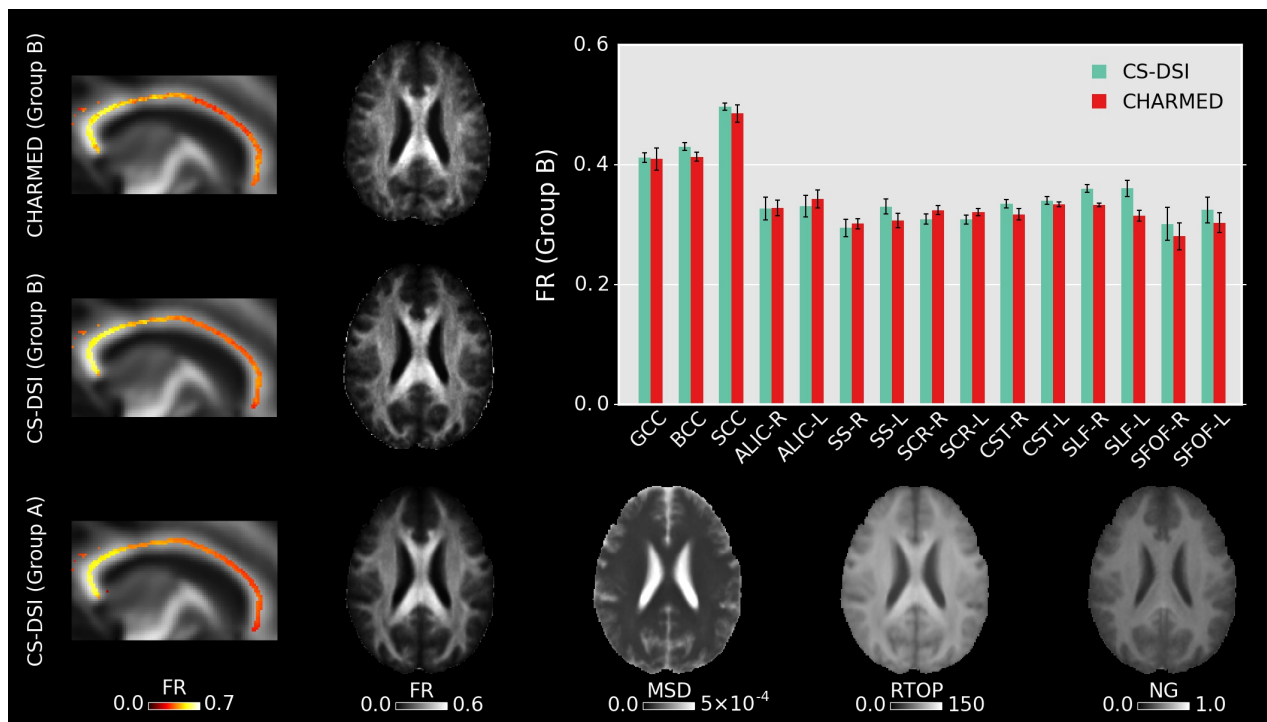 CHARMED (Group B)
CS-DSI (Group B)
CS-DSI (Group A)
FR (Group B)
0.6
0.4
0.2
0.0
CS-DSI
CHARMED
GCC
BCC
SCC
ALIC-R
ALIC-L
SS-R
SS-L
SCR-R
SCR-L
CST-R
CST-L
SLF-R
SLF-L
SFOF-R
SFOF-L
FR
0.0 0.7
FR
0.0 0.6
MSD
0.0 5×10⁻⁴
RTOP
0.0 150
NG
0.0 1.0